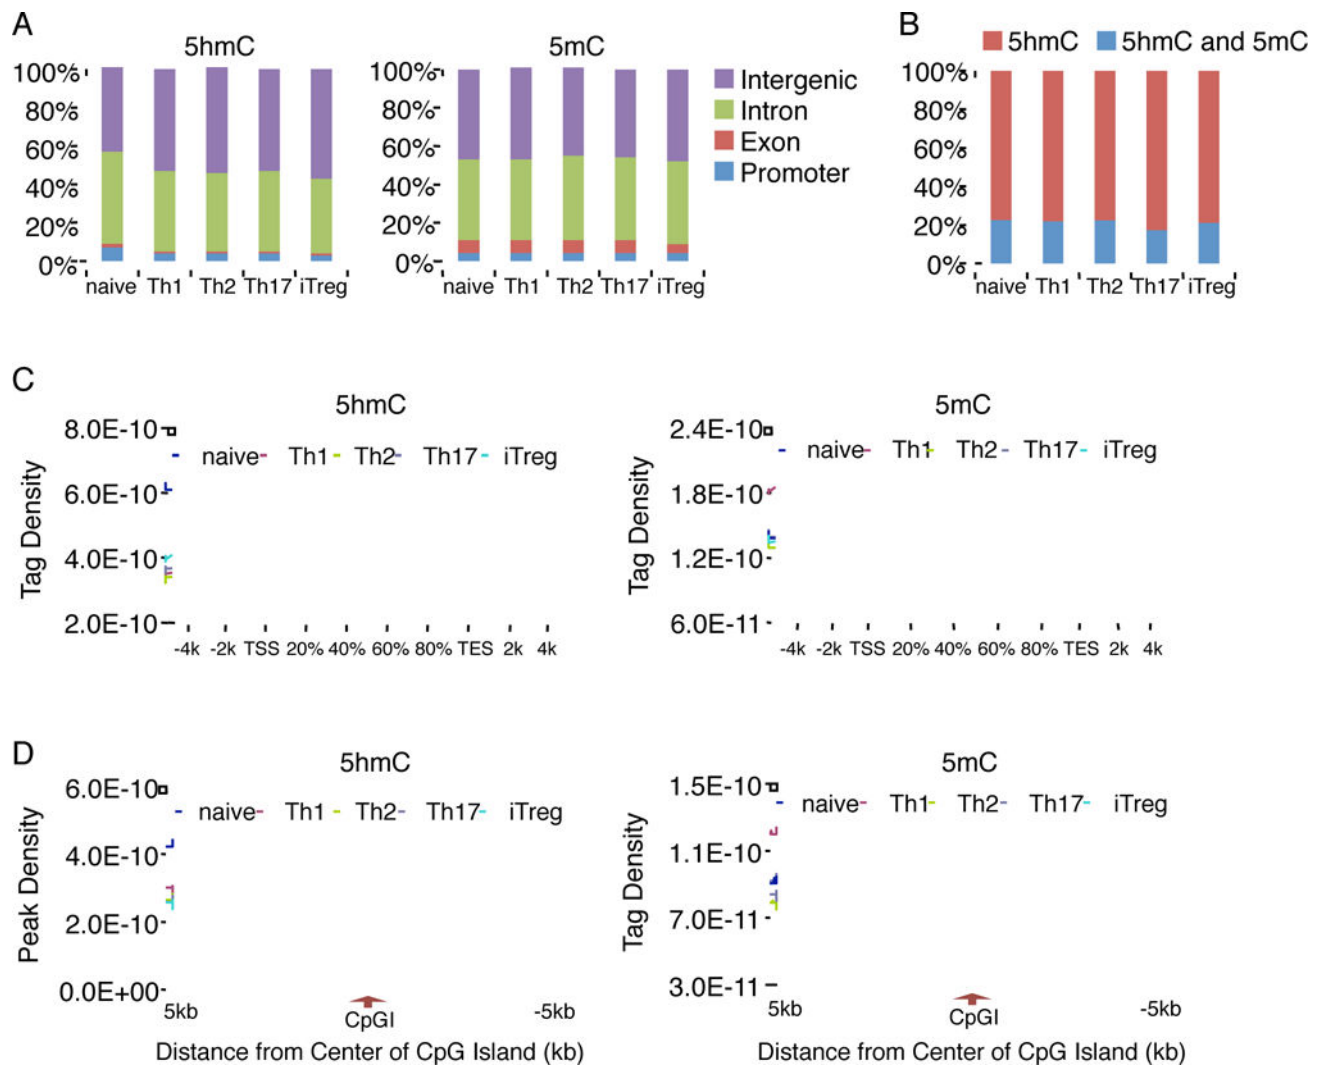 A
5hmC
100%
80%
60%
40%
20%
0%
naive Th1 Th2 Th17 iTreg
5mC
100%
80%
60%
40%
20%
0%
naive Th1 Th2 Th17 iTreg
Intergenic
Intron
Exon
Promoter
B
5hmC 5hmC and 5mC
100%
80%
60%
40%
20%
0%
naive Th1 Th2 Th17 iTreg
C
5hmC
Tag Density
8.0E-10
6.0E-10
4.0E-10
2.0E-10
naive Th1 Th2 Th17 iTreg
-4k -2k TSS 20% 40% 60% 80% TES 2k 4k
5mC
Tag Density
2.4E-10
1.8E-10
1.2E-10
6.0E-11
naive Th1 Th2 Th17 iTreg
-4k -2k TSS 20% 40% 60% 80% TES 2k 4k
D
5hmC
Peak Density
6.0E-10
4.0E-10
2.0E-10
0.0E+00
naive Th1 Th2 Th17 iTreg
5kb CpGI -5kb
Distance from Center of CpG Island (kb)
5mC
Tag Density
1.5E-10
1.1E-10
7.0E-11
3.0E-11
naive Th1 Th2 Th17 iTreg
5kb CpGI -5kb
Distance from Center of CpG Island (kb)